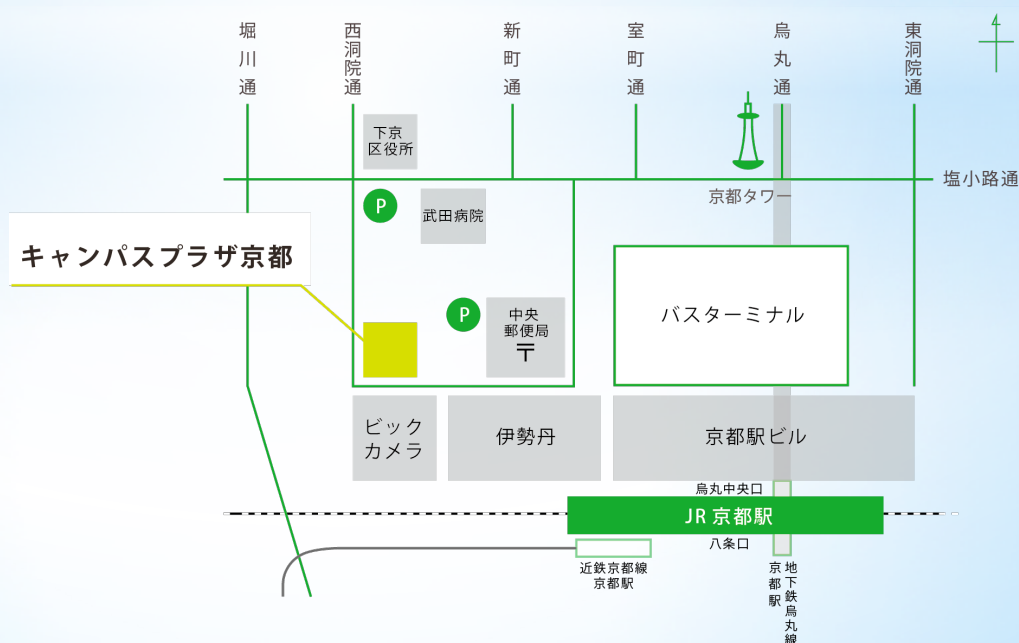 堀川通
西洞院通
新町通
室町通
烏丸通
東洞院通
4
下京
区役所
塩小路通
P
武田病院
京都タワー
キャンパスプラザ京都
P
中央
郵便局
〒
バスターミナル
ビック
カメラ
伊勢丹
京都駅ビル
烏丸中央口
JR 京都駅
八条口
近鉄京都線
京都駅
地下鉄烏丸線
京都駅